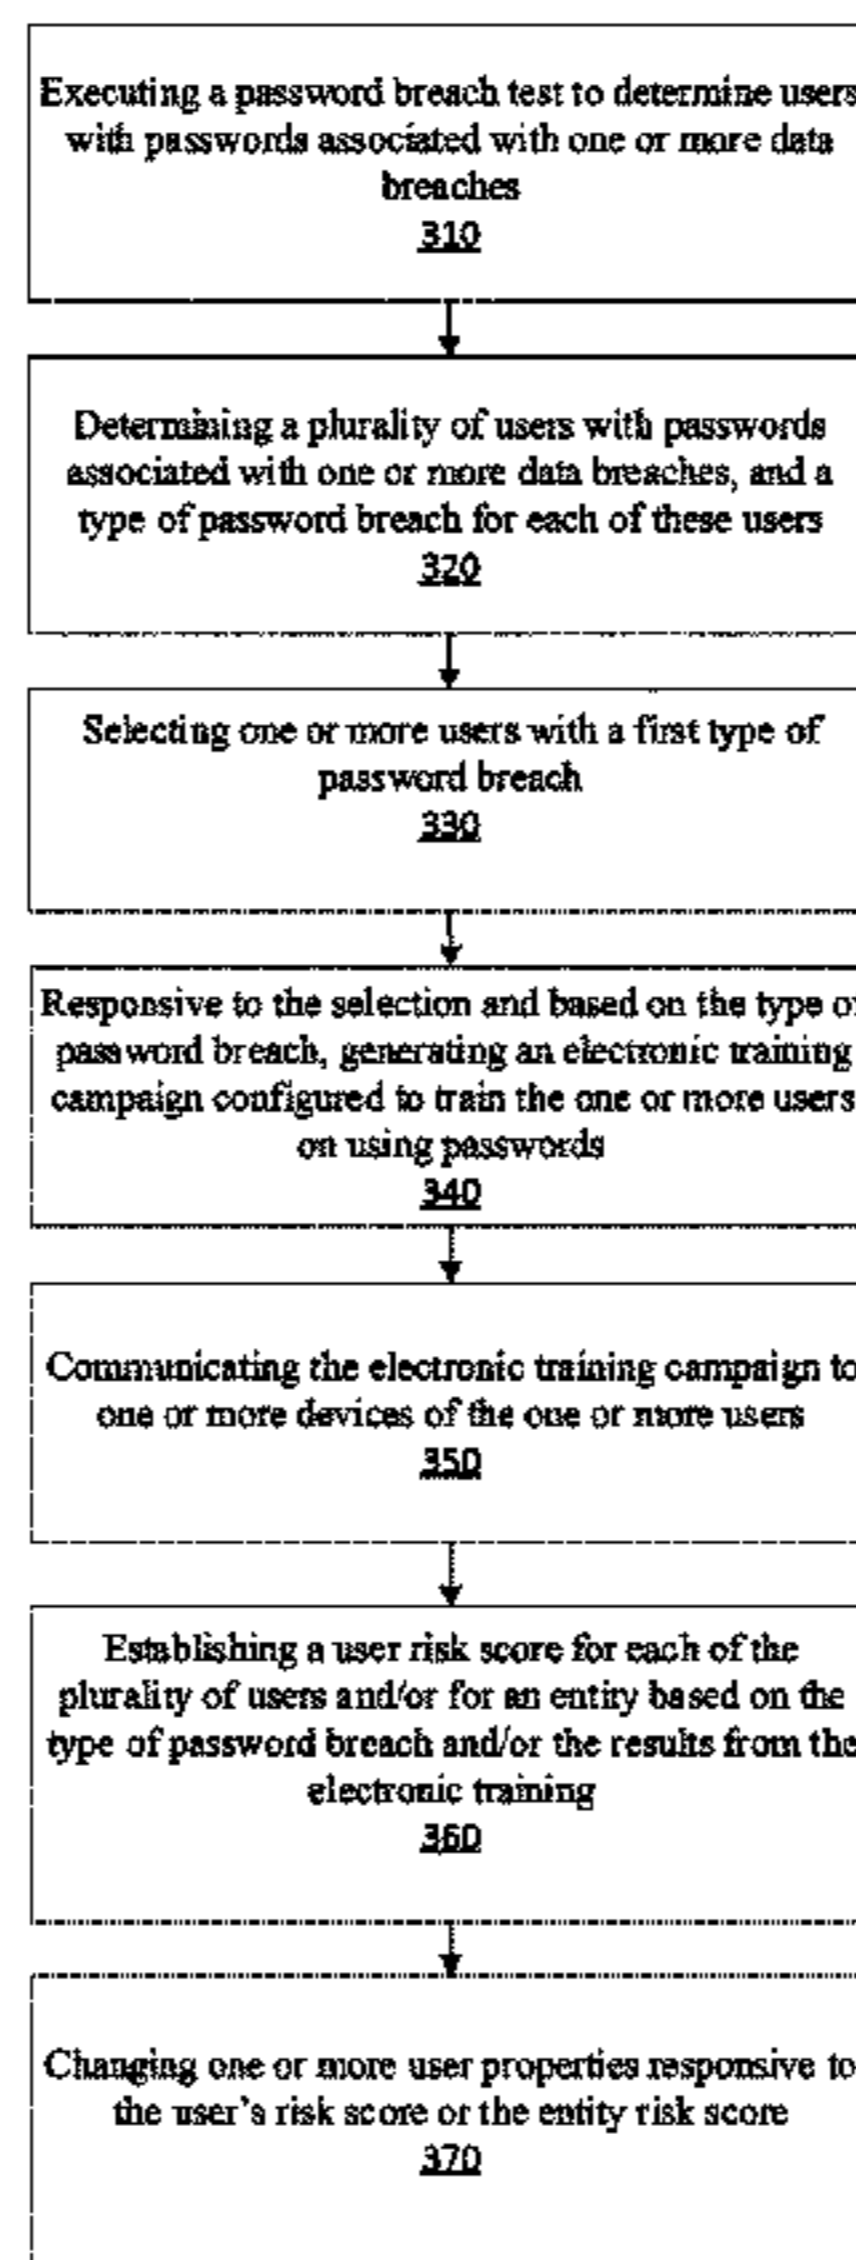 Executing a password breach test to determine users
with passwords associated with one or more data
breaches
310
Determining a plurality of users with passwords
associated with one or more data breaches, and a
type of password breach for each of these users
320
Selecting one or more users with a first type of
password breach
330
Responsive to the selection and based on the type of
password breach, generating an electronic training
campaign configured to train the one or more users
on using passwords
340
Communicating the electronic training campaign to
one or more devices of the one or more users
350
Establishing a user risk score for each of the
plurality of users and/or for an entity based on the
type of password breach and/or the results from the
electronic training
360
Changing one or more user properties responsive to
the user's risk score or the entity risk score
370